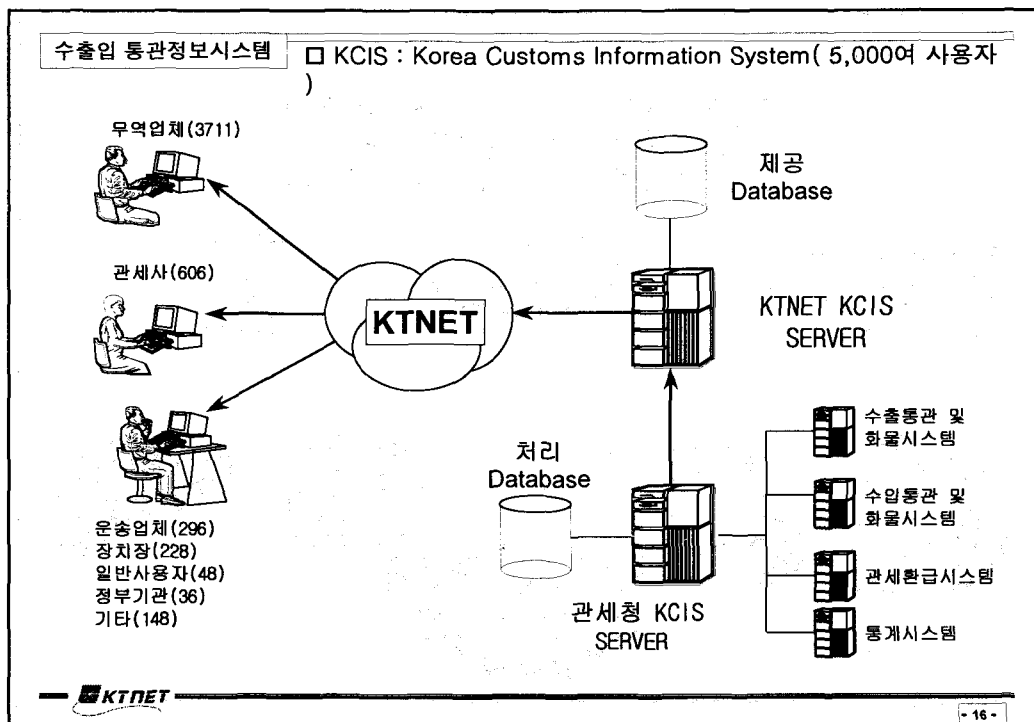 수출입 통관정보시스템
□ KCIS : Korea Customs Information System( 5,000여 사용자
)
무역업체(3711)
관세사(606)
운송업체(296)
장치장(228)
일반사용자(48)
정부기관(36)
기타(148)
KTNET
제공
Database
KTNET KCIS
SERVER
처리
Database
관세청 KCIS
SERVER
수출통관 및
화물시스템
수입통관 및
화물시스템
관세환급시스템
통계시스템
KTNET
- 16 -